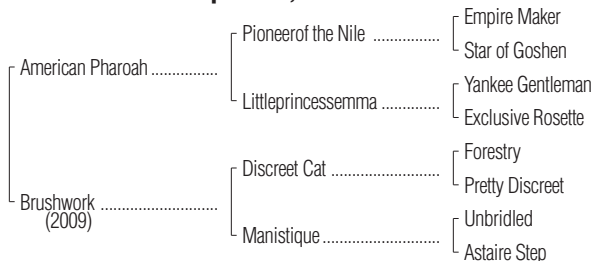 Empire Maker
Pioneerof the Nile ................
Star of Goshen
American Pharoah ...............
Yankee Gentleman
Littleprincessemma ..............
Exclusive Rosette
Forestry
Discreet Cat ..........................
Pretty Discreet
Brushwork ...........................
(2009)
Unbridled
Manistique ............................
Astaire Step